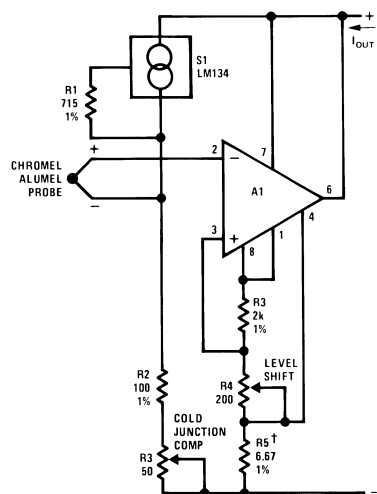 +
I OUT
S1
LM134
R1
715
1%
+
CHROMEL
ALUMEL
PROBE
−
2
−
7
A1
6
4
3
+
8
1
R3
2k
1%
R2
100
1%
R4
200
LEVEL
SHIFT
COLD
JUNCTION
COMP
R3
50
R5†
6.67
1%
−